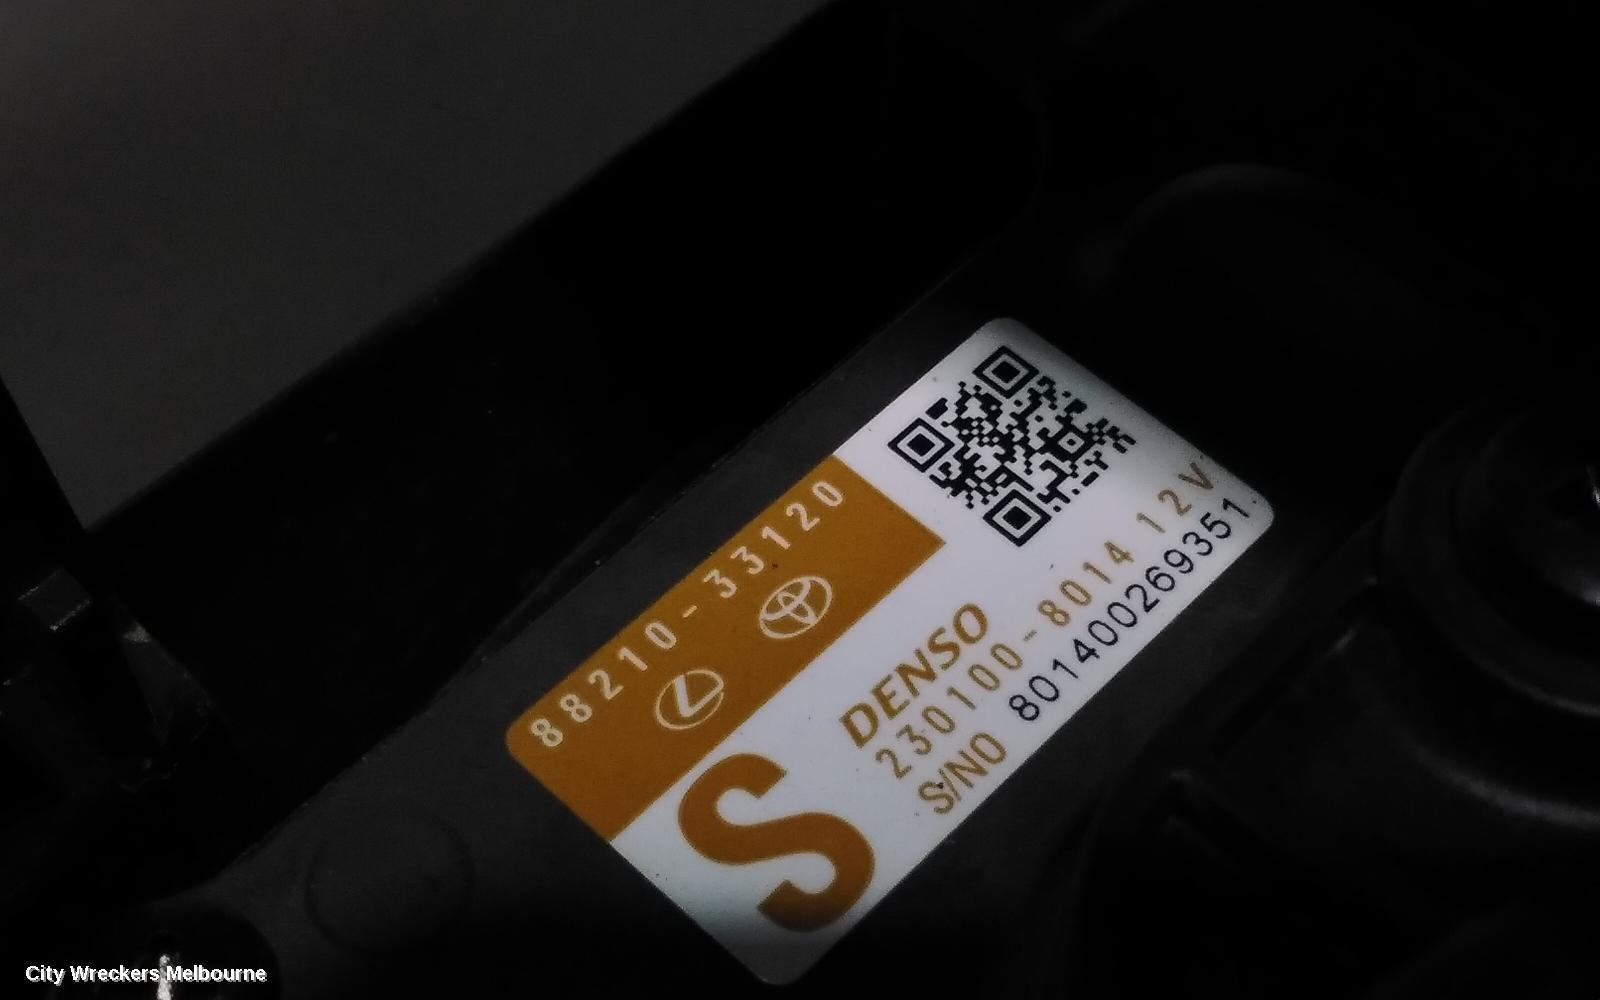 88210-33120
S
DENSO
230100-8014 12V
S/NO 801400269351
City Wreckers Melbourne